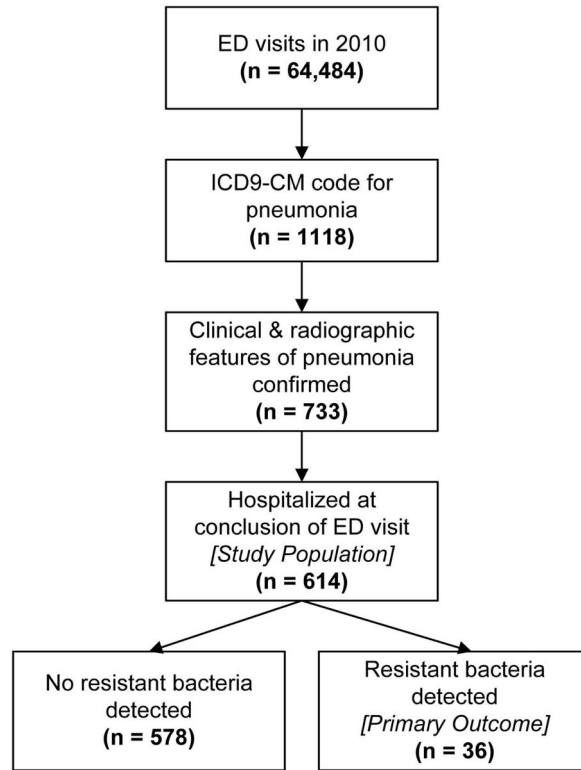 ED visits in 2010
(n = 64,484)
ICD9-CM code for
pneumonia
(n = 1118)
Clinical & radiographic
features of pneumonia
confirmed
(n = 733)
Hospitalized at
conclusion of ED visit
[Study Population]
(n = 614)
No resistant bacteria
detected
(n = 578)
Resistant bacteria
detected
[Primary Outcome]
(n = 36)